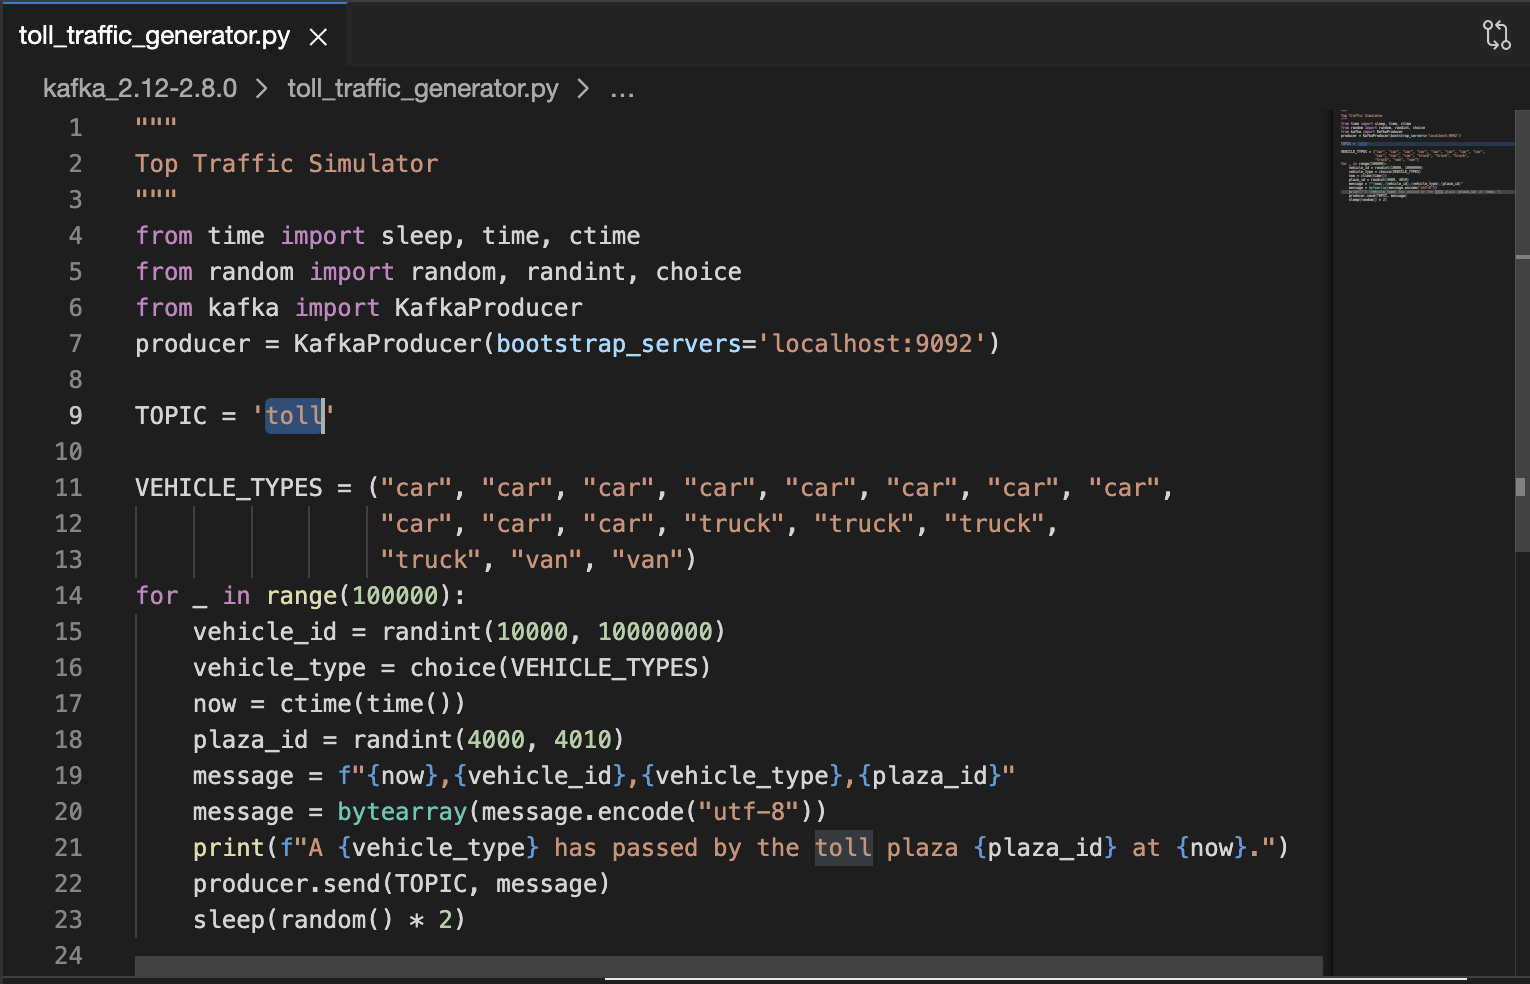 toll_traffic_generator.py
kafka_2.12-2.8.0 > toll_traffic_generator.py > ...
1 """
2 Top Traffic Simulator
3 """
4 from time import sleep, time, ctime
5 from random import random, randint, choice
6 from kafka import KafkaProducer
7 producer = KafkaProducer(bootstrap_servers='localhost:9092')
8
9 TOPIC = 'toll'
10
11 VEHICLE_TYPES = ("car", "car", "car", "car", "car", "car", "car", "car",
12                  "car", "car", "car", "truck", "truck", "truck",
13                  "truck", "van", "van")
14 for _ in range(100000):
15     vehicle_id = randint(10000, 10000000)
16     vehicle_type = choice(VEHICLE_TYPES)
17     now = ctime(time())
18     plaza_id = randint(4000, 4010)
19     message = f"{now},{vehicle_id},{vehicle_type},{plaza_id}"
20     message = bytearray(message.encode("utf-8"))
21     print(f"A {vehicle_type} has passed by the toll plaza {plaza_id} at {now}.")
22     producer.send(TOPIC, message)
23     sleep(random() * 2)
24